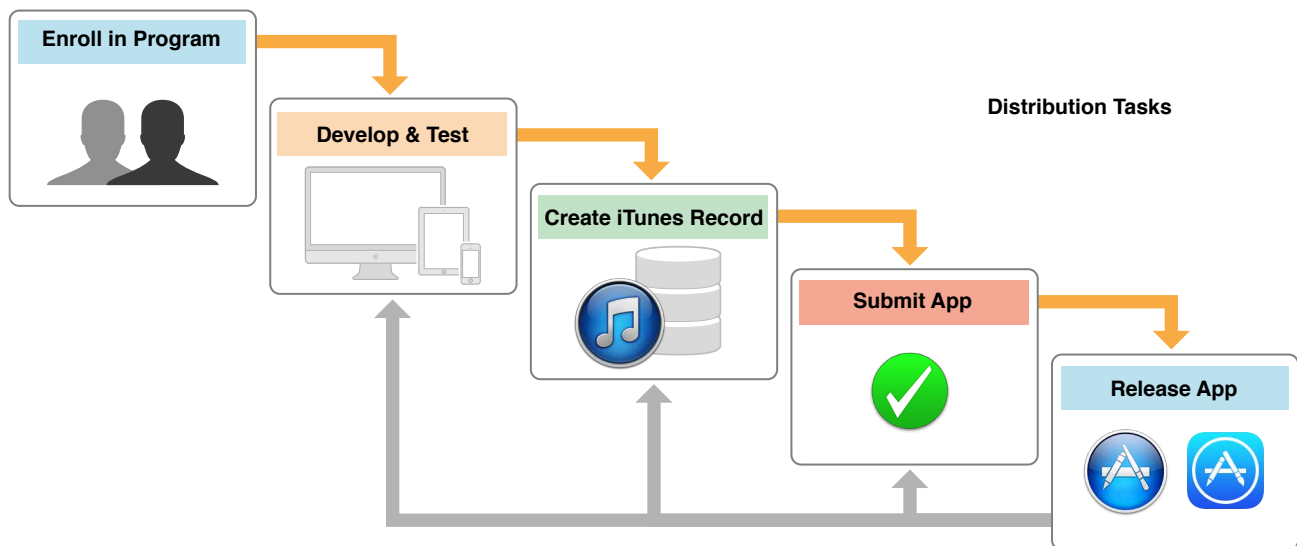 Enroll in Program
Distribution Tasks
Develop & Test
Create iTunes Record
Submit App
Release App